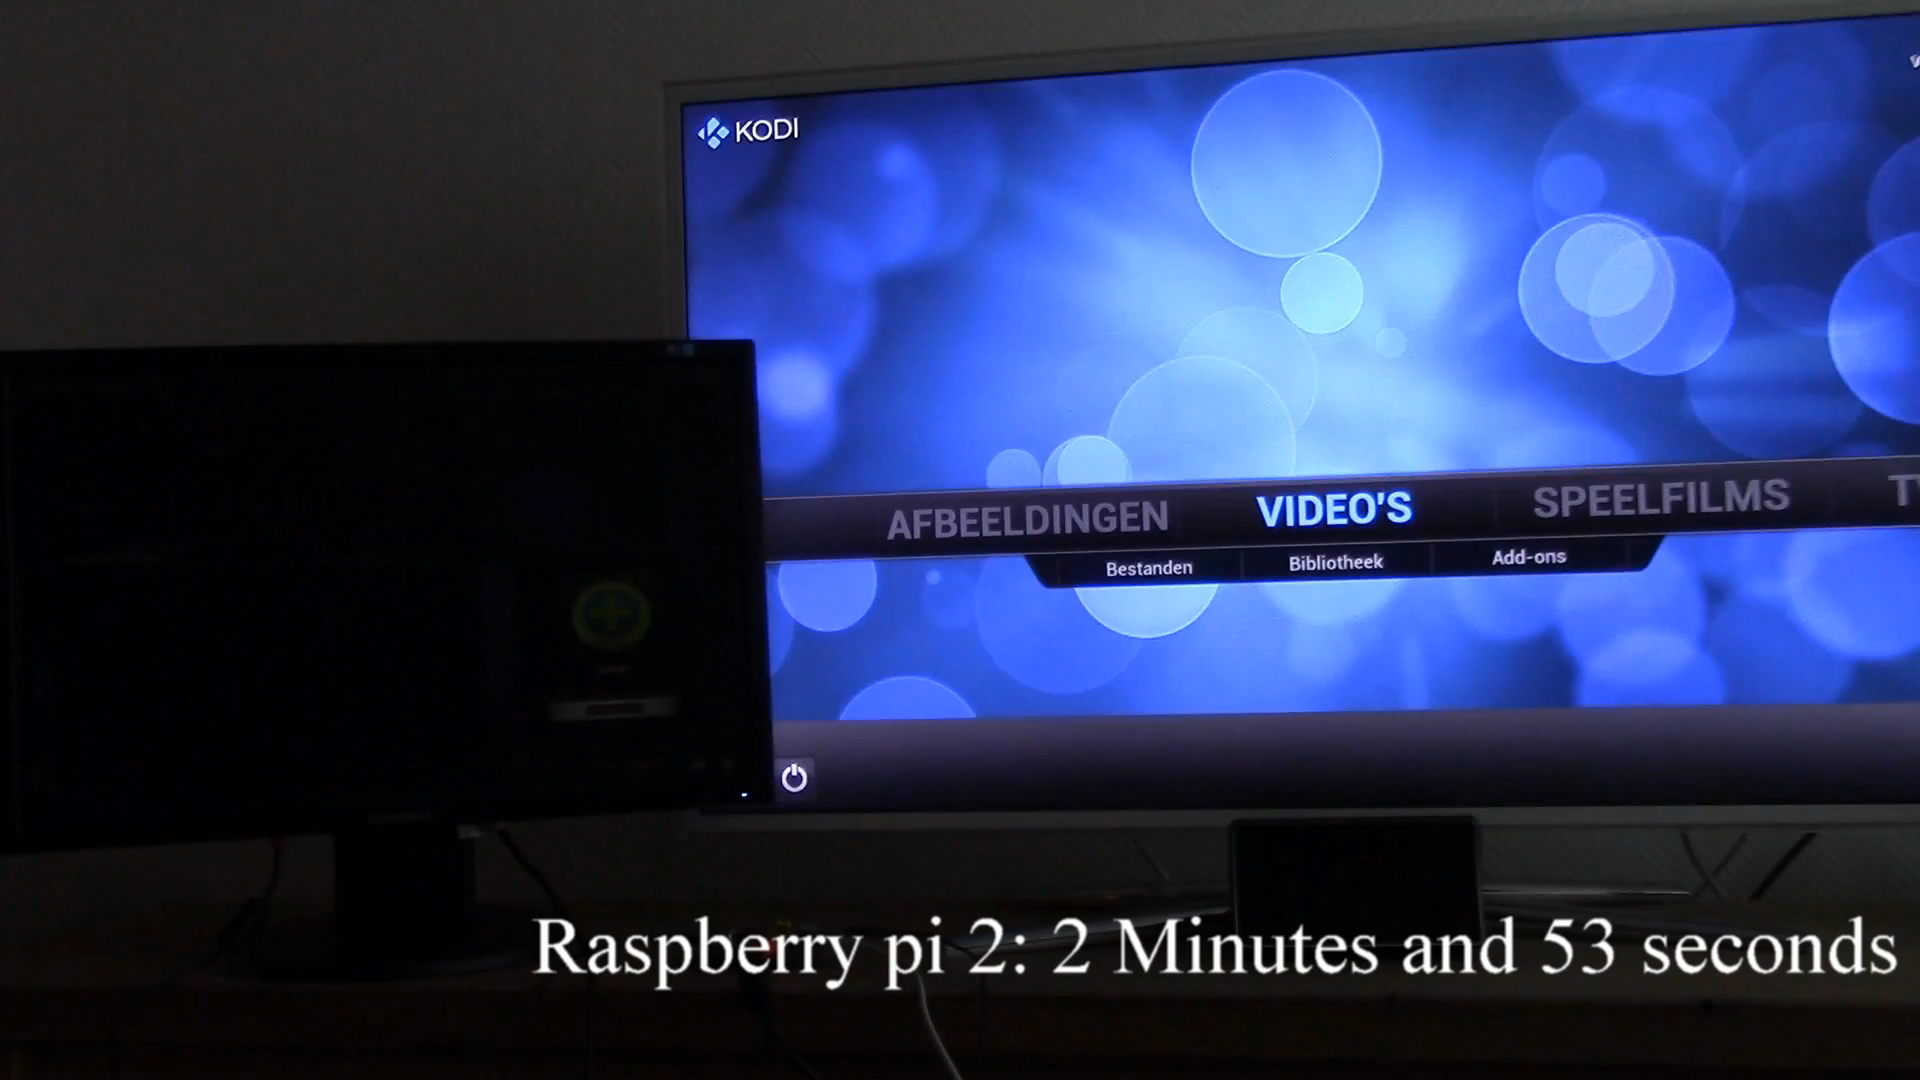 KODI
AFBEELDINGEN VIDEO'S SPEELFILMS
Bestanden Bibliotheek Add-ons
Raspberry pi 2: 2 Minutes and 53 seconds